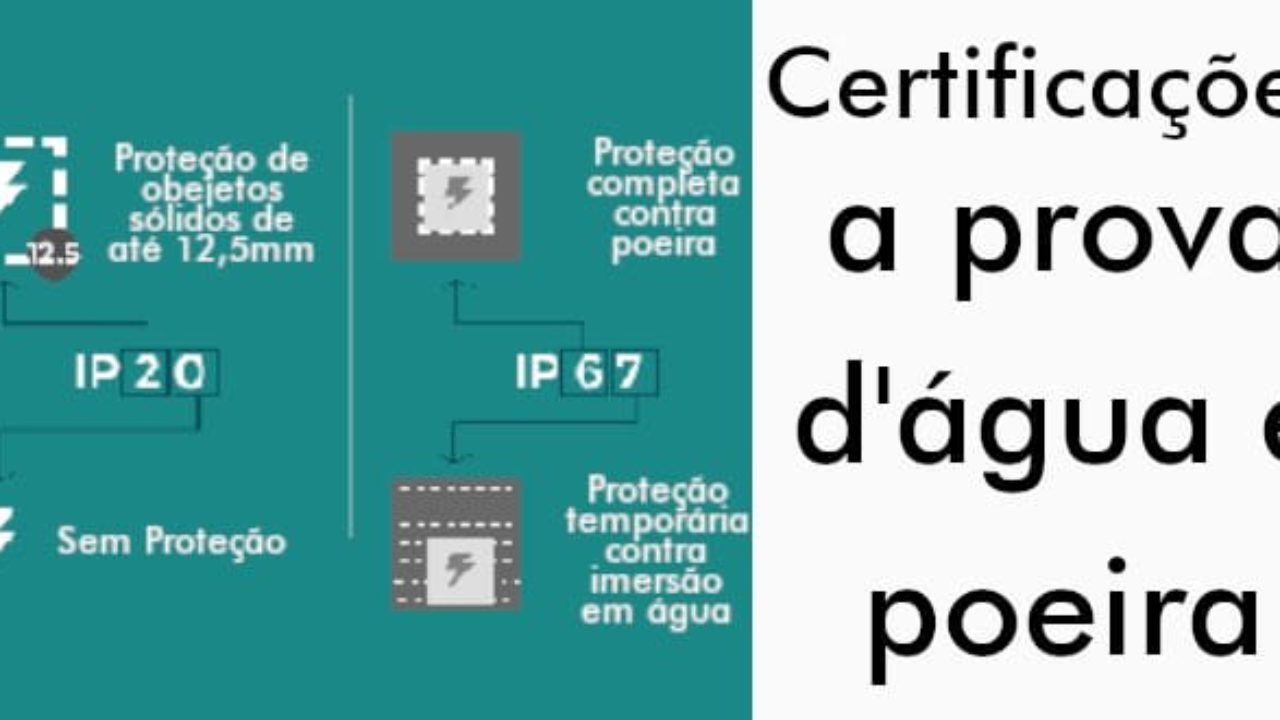 Proteção de
obejetos
sólidos de
até 12,5mm
12.5
IP 2 0
Sem Proteção
Proteção
completa
contra
poeira
IP 6 7
Proteção
temporária
contra
imersão
em água
Certificaçõe
a prova
d'água e
poeira